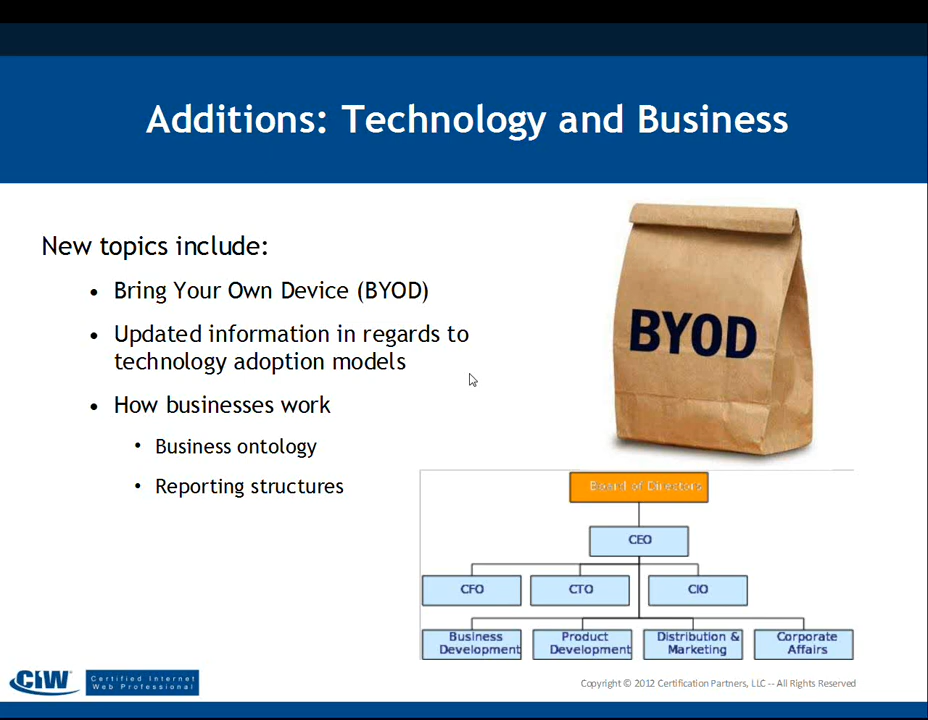 Additions: Technology and Business
New topics include:
• Bring Your Own Device (BYOD)
• Updated information in regards to
technology adoption models
• How businesses work
• Business ontology
• Reporting structures
BYOD
Board of Directors
CEO
CFO
CTO
CIO
Business
Development
Product
Development
Distribution &
Marketing
Corporate
Affairs
CIW
Certified Internet
Web Professional
Copyright © 2012 Certification Partners, LLC -- All Rights Reserved